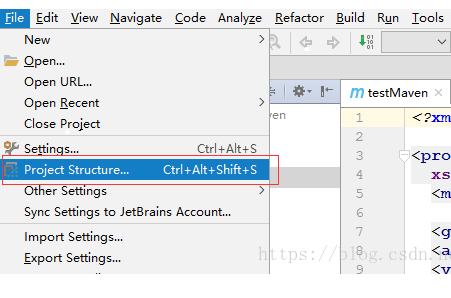 File Edit View Navigate Code Analyze Refactor Build Run Tools
New
Open...
Open URL...
Open Recent
Close Project
Settings... Ctrl+Alt+S
Project Structure... Ctrl+Alt+Shift+S
Other Settings
Sync Settings to JetBrains Account...
Import Settings...
Export Settings...
m testMaven
1 <?xm
2
3 <pro
4 xs
5 <m
6
7 <g
8 <a
9 <v
https://blog.csdn.n